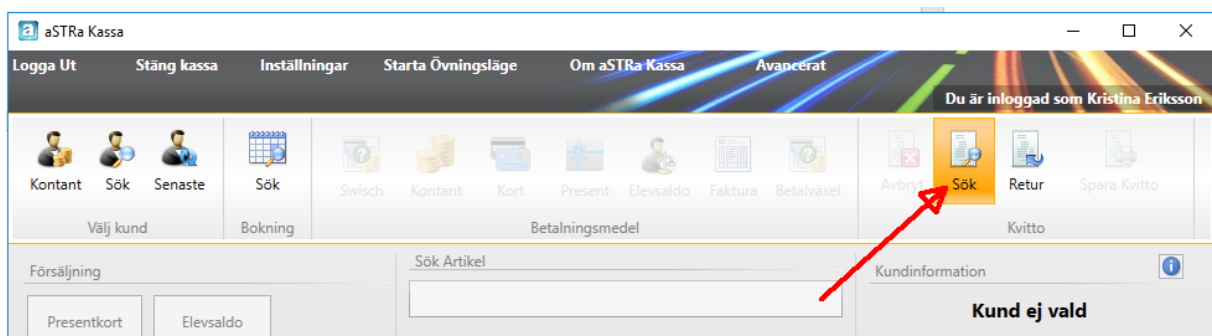 aSTRa Kassa
Logga Ut Stäng kassa Inställningar Starta Övningsläge Om aSTRa Kassa Avancerat
Du är inloggad som Kristina Eriksson
Kontant Sök Senaste Sök Swisch Kontant Kort Present Elevsaldo Faktura Betalväxel Avbryt Sök Retur Spara Kvitto
Välj kund Bokning Betalningsmedel Kvitto
Försäljning Sök Artikel Kundinformation
Kund ej vald
Presentkort Elevsaldo